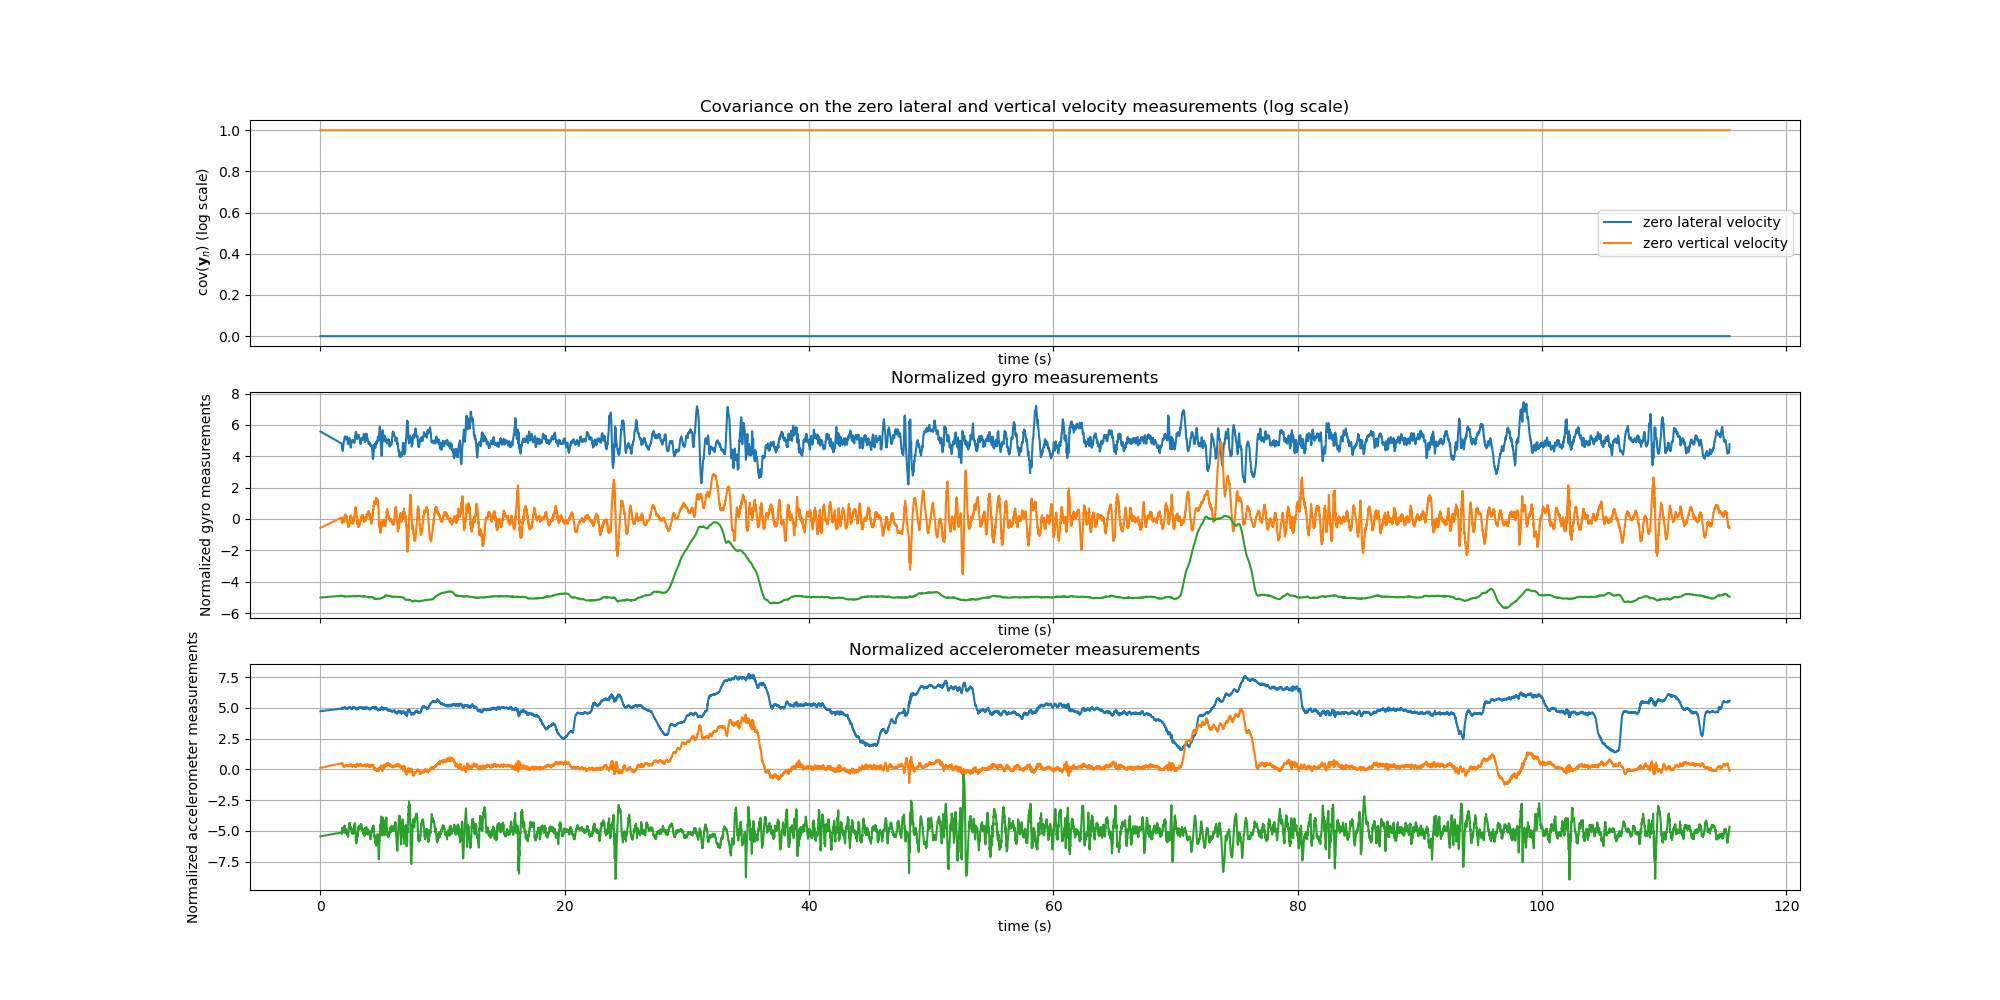 Covariance on the zero lateral and vertical velocity measurements (log scale)
cov(𝐲ₙ) (log scale)
1.0
0.8
0.6
0.4
0.2
0.0
zero lateral velocity
zero vertical velocity
time (s)
Normalized gyro measurements
Normalized gyro measurements
8
6
4
2
0
−2
−4
−6
time (s)
Normalized accelerometer measurements
Normalized accelerometer measurements
7.5
5.0
2.5
0.0
−2.5
−5.0
−7.5
0 20 40 60 80 100 120
time (s)